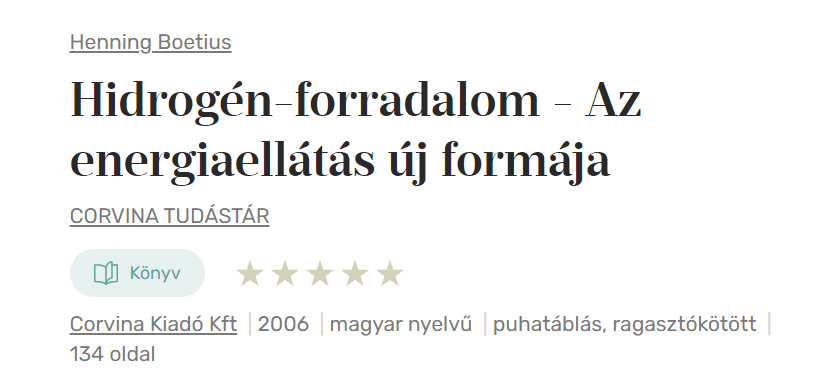 Henning Boetius
Hidrogén-forradalom - Az
energiaellátás új formája
CORVINA TUDÁSTÁR
Könyv
Corvina Kiadó Kft | 2006 | magyar nyelvű | puhatáblás, ragasztókötött |
134 oldal